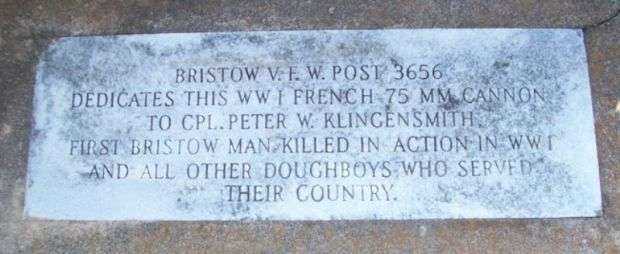 BRISTOW V.F.W. POST 3656
DEDICATES THIS WW I FRENCH 75 MM CANNON
TO CPL. PETER W. KLINGENSMITH
FIRST BRISTOW MAN KILLED IN ACTION IN WW I
AND ALL OTHER DOUGHBOYS WHO SERVED
THEIR COUNTRY.